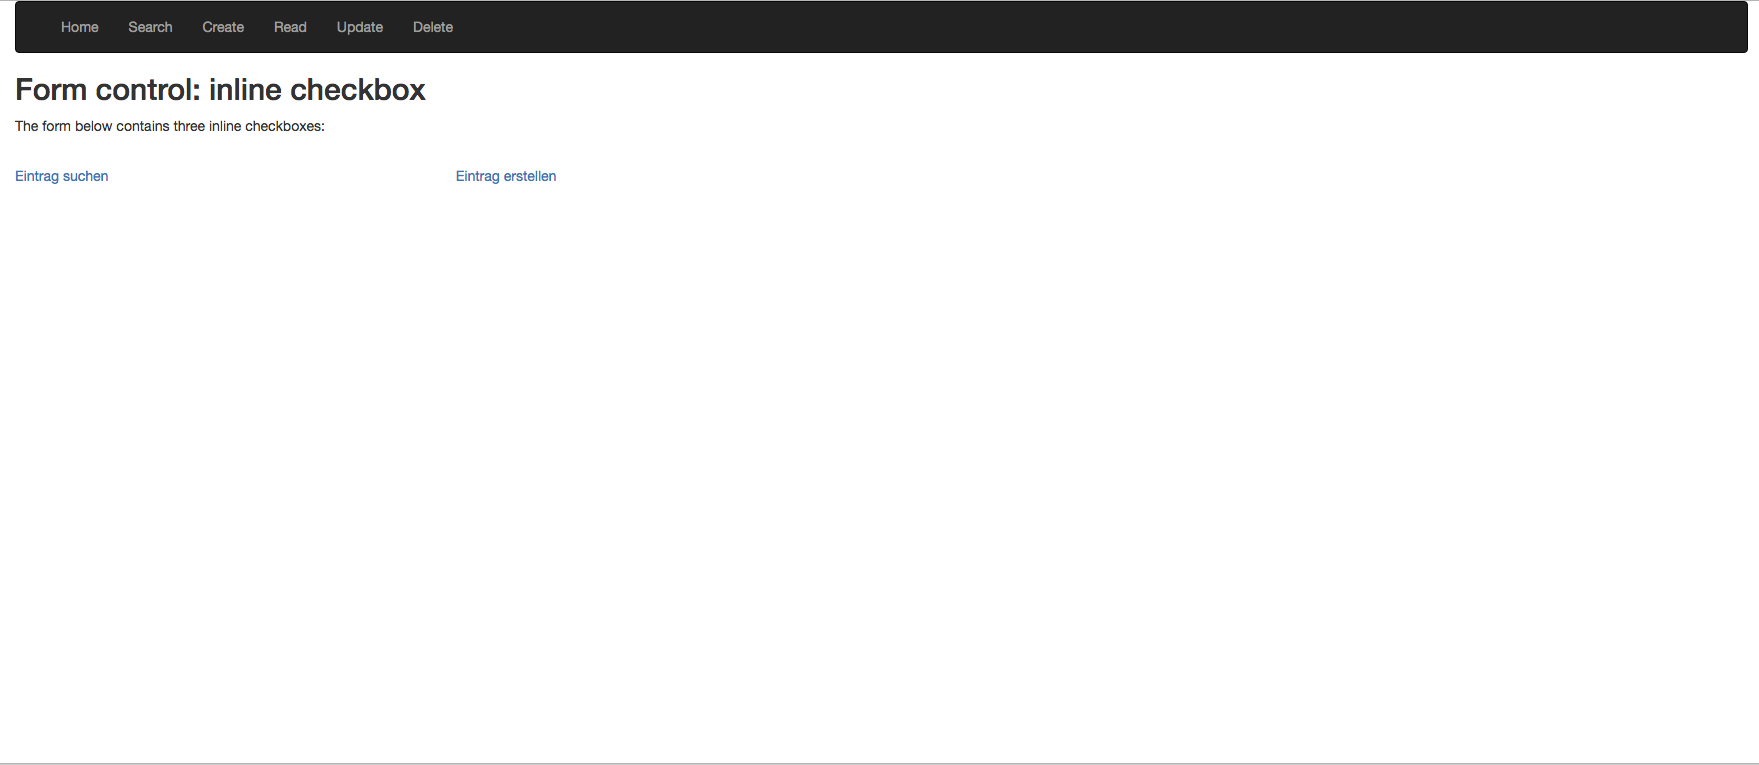 Home Search Create Read Update Delete
Form control: inline checkbox
The form below contains three inline checkboxes:
Eintrag suchen Eintrag erstellen